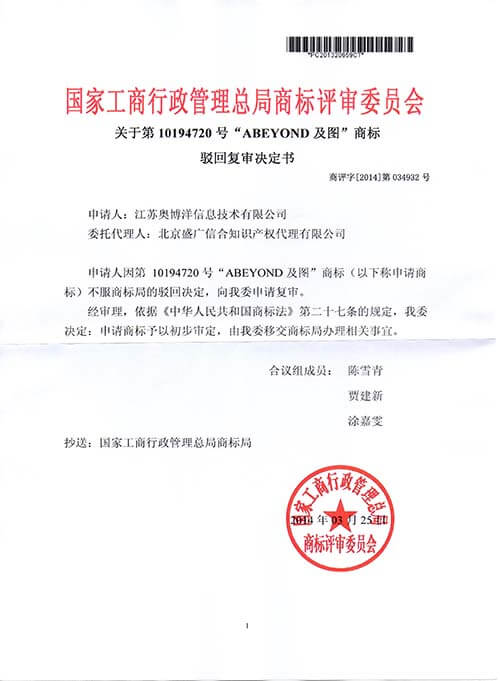 *PC201320659CT*
国家工商行政管理总局商标评审委员会
关于第 10194720 号“ABEYOND 及图”商标
驳回复审决定书
商评字[2014]第 034932 号
申请人：江苏奥博洋信息技术有限公司
委托代理人：北京盛广信合知识产权代理有限公司
申请人因第 10194720 号“ABEYOND 及图”商标（以下称申请商
标）不服商标局的驳回决定，向我委申请复审。
经审理，依据《中华人民共和国商标法》第二十七条的规定，我委
决定：申请商标予以初步审定，由我委移交商标局办理相关事宜。
合议组成员： 陈雪青
贾建新
涂嘉雯
抄送：国家工商行政管理总局商标局
国家工商行政管理总局
2014 年 03 月 25 日
商标评审委员会
1